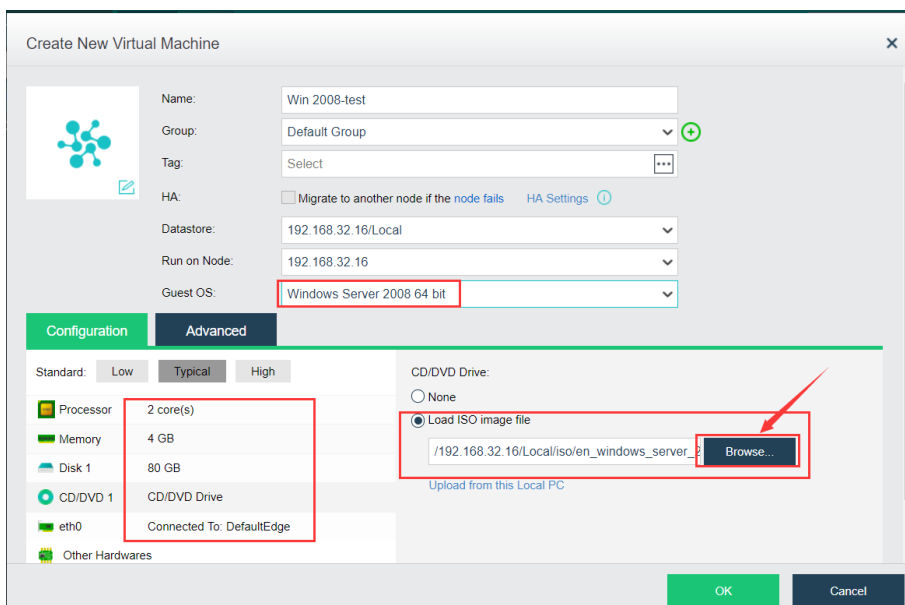 Create New Virtual Machine
Name: Win 2008-test
Group: Default Group
Tag: Select
HA: Migrate to another node if the node fails HA Settings
Datastore: 192.168.32.16/Local
Run on Node: 192.168.32.16
Guest OS: Windows Server 2008 64 bit
Configuration Advanced
Standard: Low Typical High
Processor 2 core(s)
Memory 4 GB
Disk 1 80 GB
CD/DVD 1 CD/DVD Drive
eth0 Connected To: DefaultEdge
Other Hardwares
CD/DVD Drive:
None
Load ISO image file
/192.168.32.16/Local/iso/en_windows_server_2 Browse...
Upload from this Local PC
OK Cancel